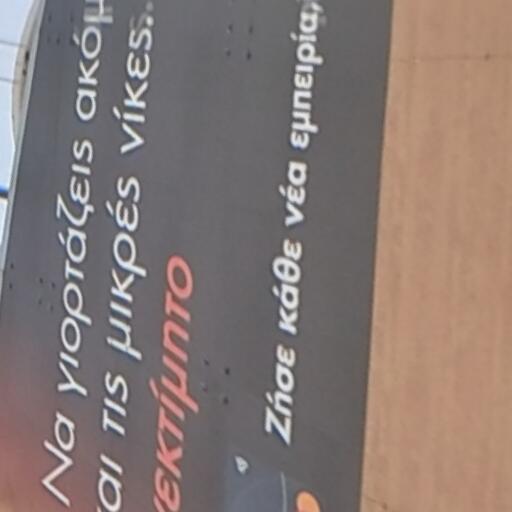 Να γιορτάζεις ακόμ
αι τις μικρές νίκες..
εκτίμητο
Ζήσε κάθε νέα εμπειρία,